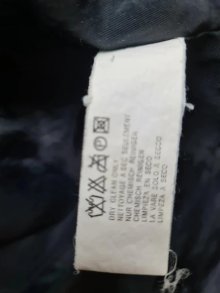 DRY CLEAN ONLY
NETTOYAGE A SEC SEULEMENT
NUR CHEMISCH REINIGEN
CHEMISCH REINIGEN
LIMPIEZA EN SECO
LIMPEZA EN SECO
LAVARE SOLO A SECCO